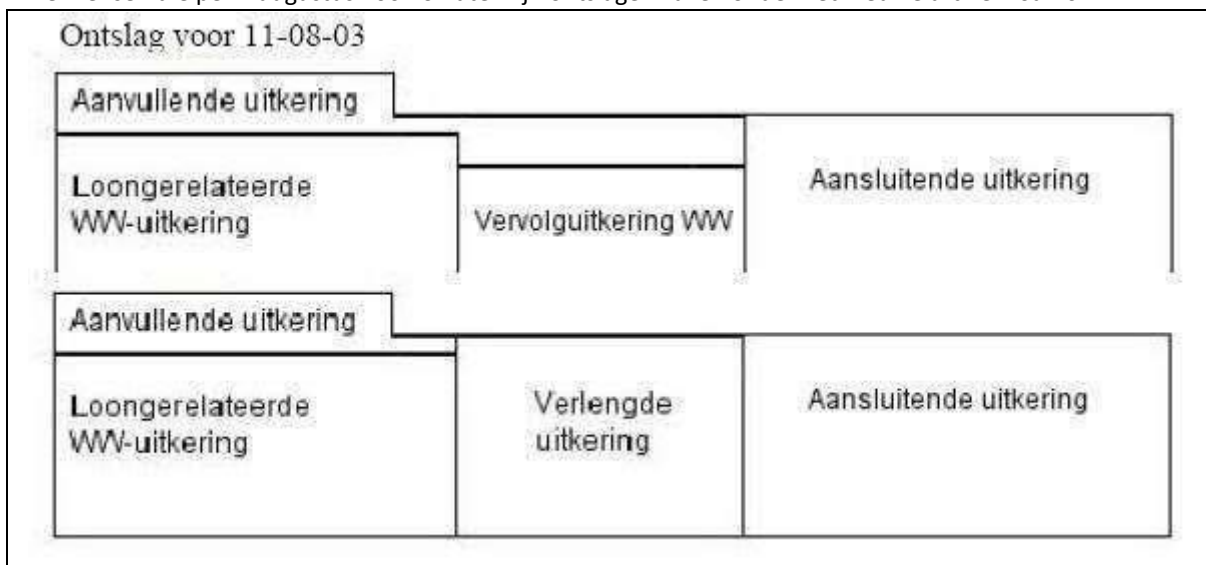 Ontslag voor 11-08-03
Aanvullende uitkering
Loongerelateerde
WW-uitkering
Vervolguitkering WW
Aansluitende uitkering
Aanvullende uitkering
Loongerelateerde
WW-uitkering
Verlengde
uitkering
Aansluitende uitkering